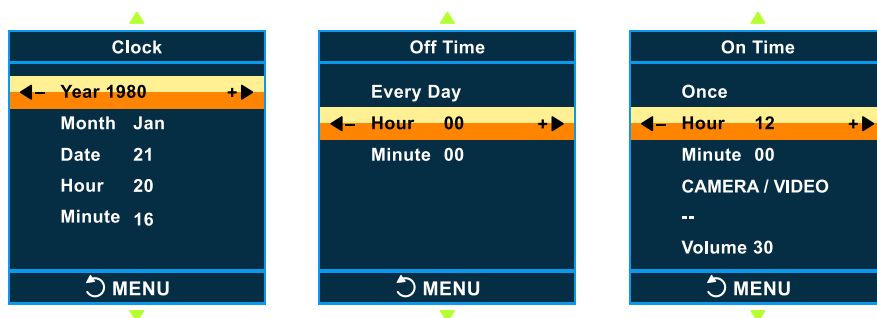 Clock
– Year 1980 +
Month Jan
Date 21
Hour 20
Minute 16
MENU
Off Time
Every Day
– Hour 00 +
Minute 00
MENU
On Time
Once
– Hour 12 +
Minute 00
CAMERA / VIDEO
--
Volume 30
MENU